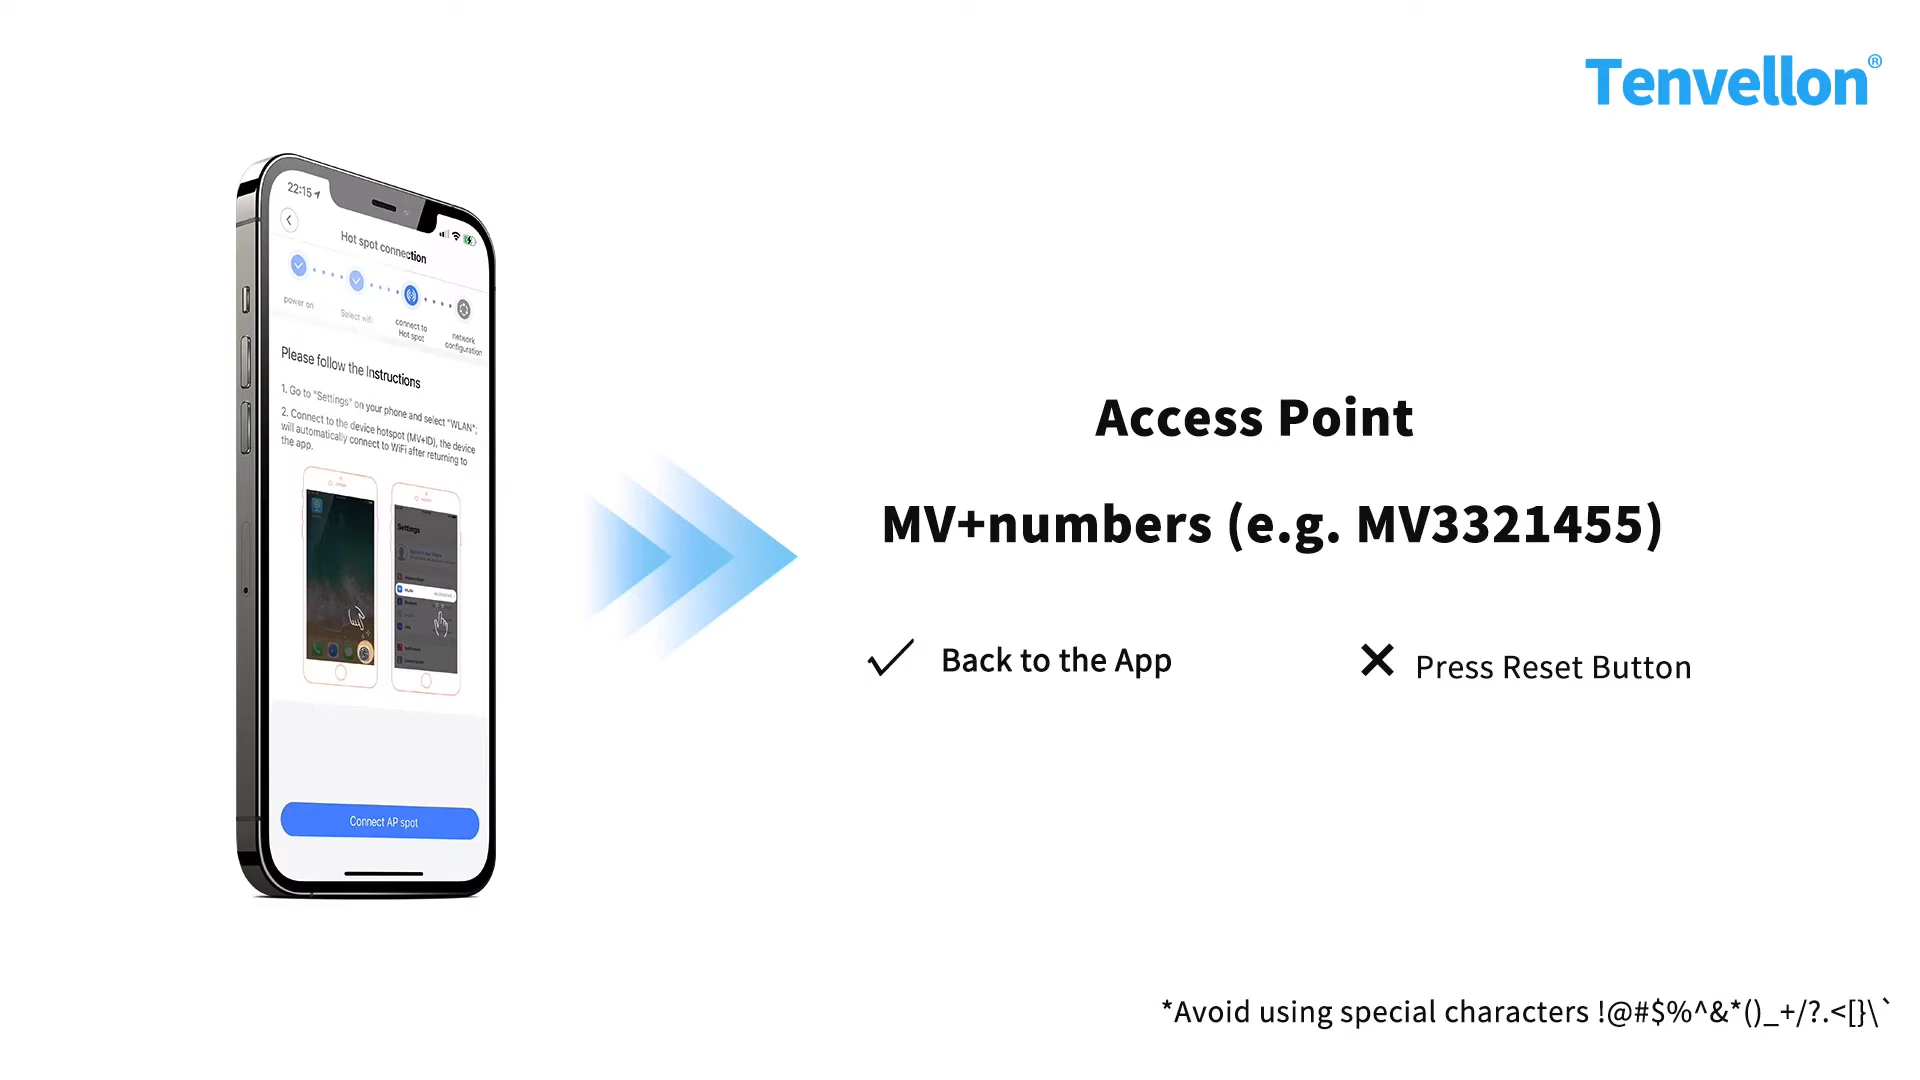 Tenvellon®
22:15
Hot spot connection
power on
Select wifi
connect to
Hot spot
network
configuration
Please follow the Instructions
1. Go to "Settings" on your phone and select "WLAN";
2. Connect to the device hotspot (MV+ID), the device
will automatically connect to WiFi after returning to
the app.
Settings
WLAN
Connect AP spot
Access Point
MV+numbers (e.g. MV3321455)
Back to the App
Press Reset Button
*Avoid using special characters !@#$%^&*()_+/?.<[}\`